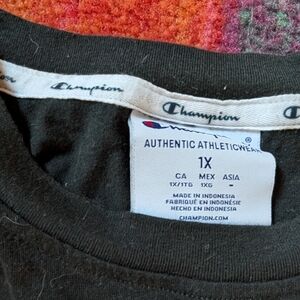 Champion
Champion
Champion
AUTHENTIC ATHLETICWEAR
1X
CA MEX ASIA
1X/1TG 1XG -
MADE IN INDONESIA
FABRIQUÉ EN INDONÉSIE
HECHO EN INDONESIA
CHAMPION.COM